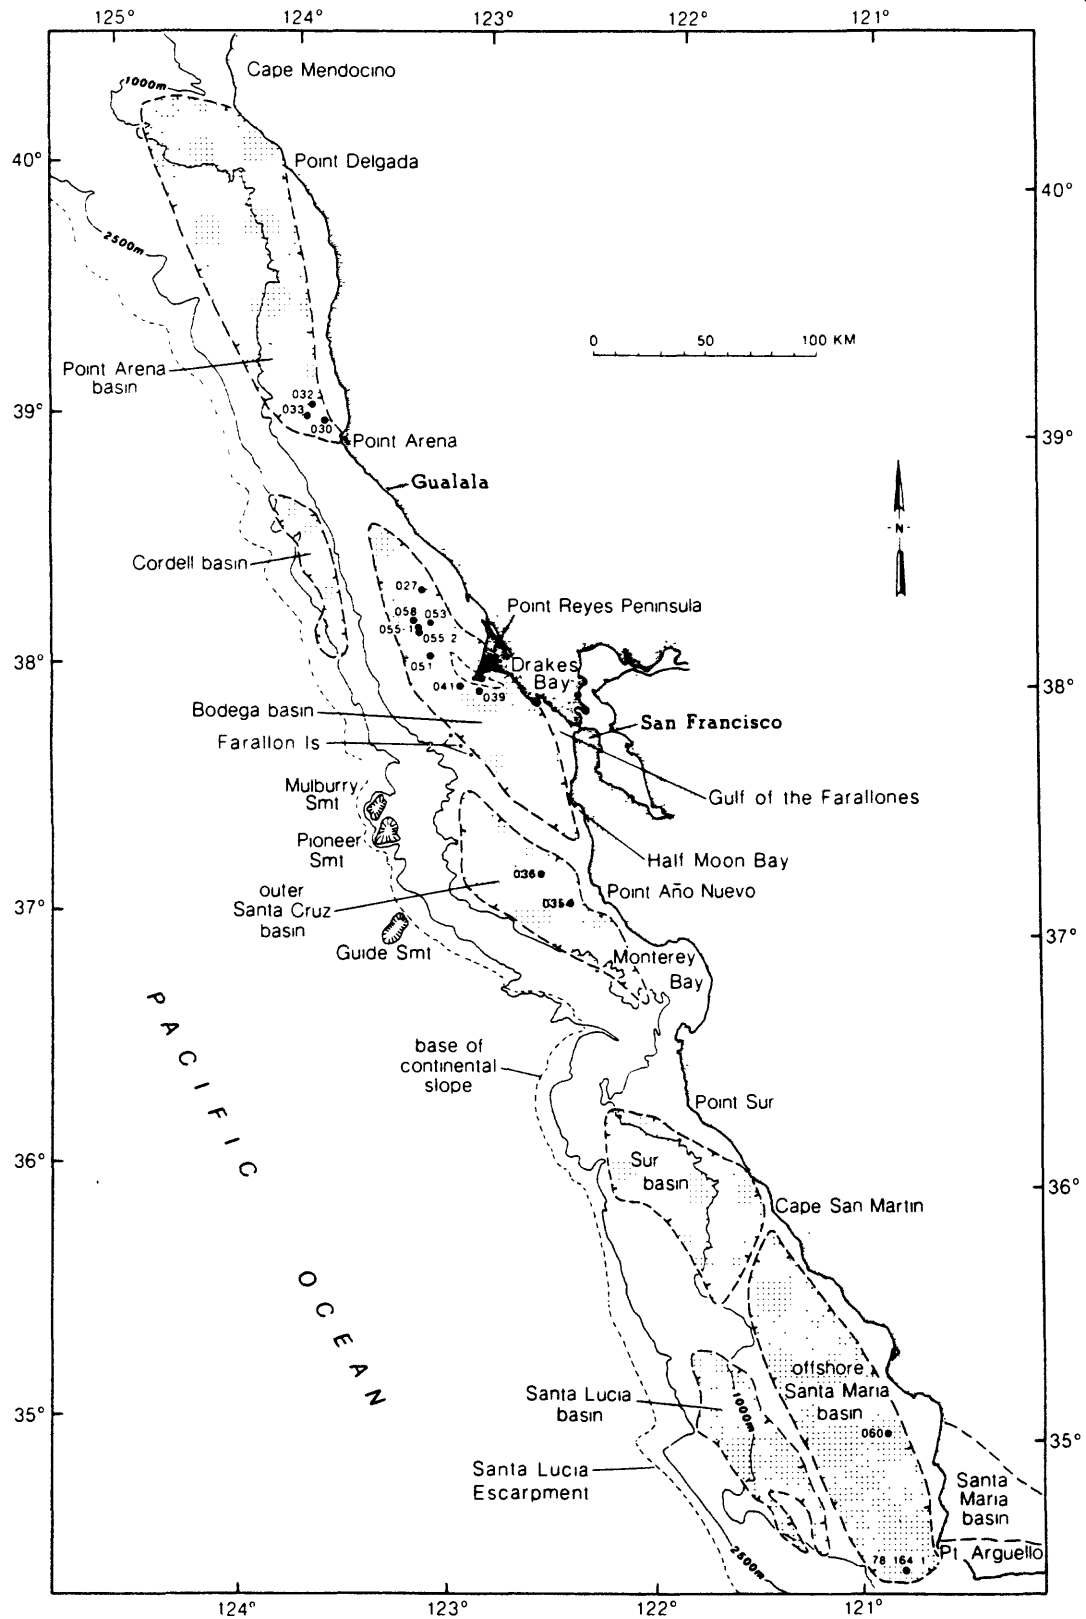 125° 124° 123° 122° 121°
Cape Mendocino
1000m
40°
Point Delgada
40°
2500m
0 50 100 KM
Point Arena
basin
032
033
030
39°
39°
Point Arena
Gualala
N
Cordell basin
027
058
053
055-1
055 2
051
041
039
Point Reyes Peninsula
38°
Drakes
Bay
38°
Bodega basin
San Francisco
Farallon Is
Mulburry
Smt
Gulf of the Farallones
Pioneer
Smt
Half Moon Bay
036
035
Point Año Nuevo
outer
Santa Cruz
basin
37°
37°
Guide Smt
Monterey
Bay
PACIFIC
OCEAN
base of
continental
slope
Point Sur
36°
36°
Sur
basin
Cape San Martin
offshore
Santa Maria
basin
Santa Lucia
basin
1000m
35°
35°
060
Santa Lucia
Escarpment
Santa
Maria
basin
2500m
78 164 1
Pt Arguello
124° 123° 122° 121°